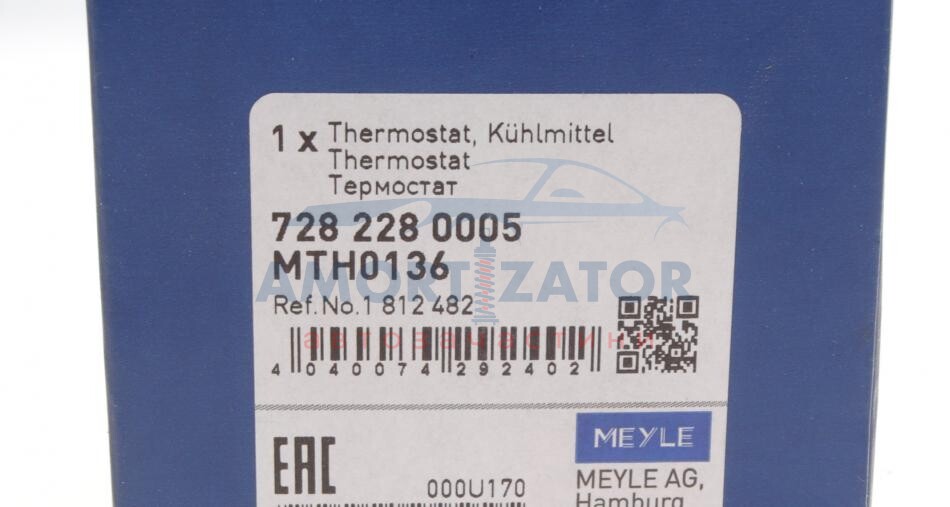 1 x Thermostat, Kühlmittel
Thermostat
Термостат
728 228 0005
MTH0136
AMORTIZATOR
Ref.No.1 812 482
автозапчастини
4 040074 292402
EAC
MEYLE
000U170
MEYLE AG,
Hamburg